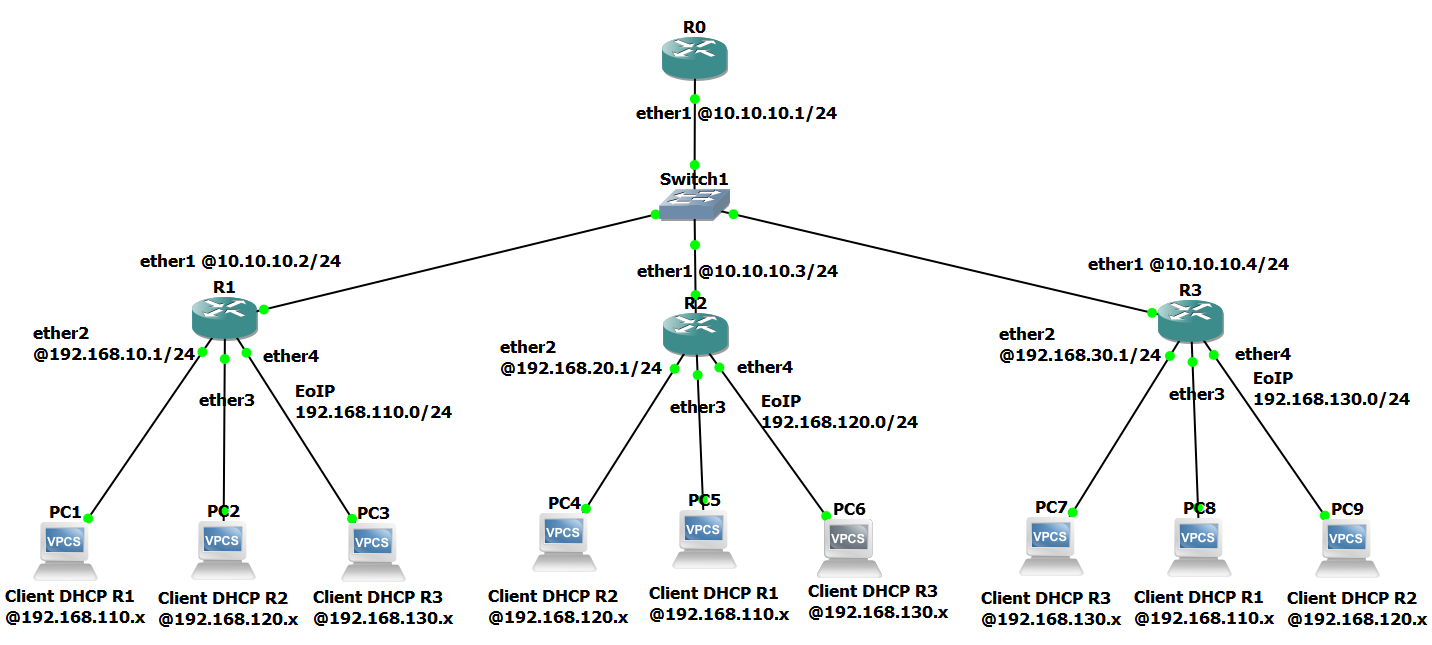 R0
ether1 @10.10.10.1/24
Switch1
ether1 @10.10.10.2/24
R1
ether2
@192.168.10.1/24
ether4
ether3
EoIP
192.168.110.0/24
ether1 @10.10.10.3/24
R2
ether2
@192.168.20.1/24
ether4
ether3
EoIP
192.168.120.0/24
ether1 @10.10.10.4/24
R3
ether2
@192.168.30.1/24
ether4
ether3
EoIP
192.168.130.0/24
PC1
VPCS
Client DHCP R1
@192.168.110.x
PC2
VPCS
Client DHCP R2
@192.168.120.x
PC3
VPCS
Client DHCP R3
@192.168.130.x
PC4
VPCS
Client DHCP R2
@192.168.120.x
PC5
VPCS
Client DHCP R1
@192.168.110.x
PC6
VPCS
Client DHCP R3
@192.168.130.x
PC7
VPCS
Client DHCP R3
@192.168.130.x
PC8
VPCS
Client DHCP R1
@192.168.110.x
PC9
VPCS
Client DHCP R2
@192.168.120.x